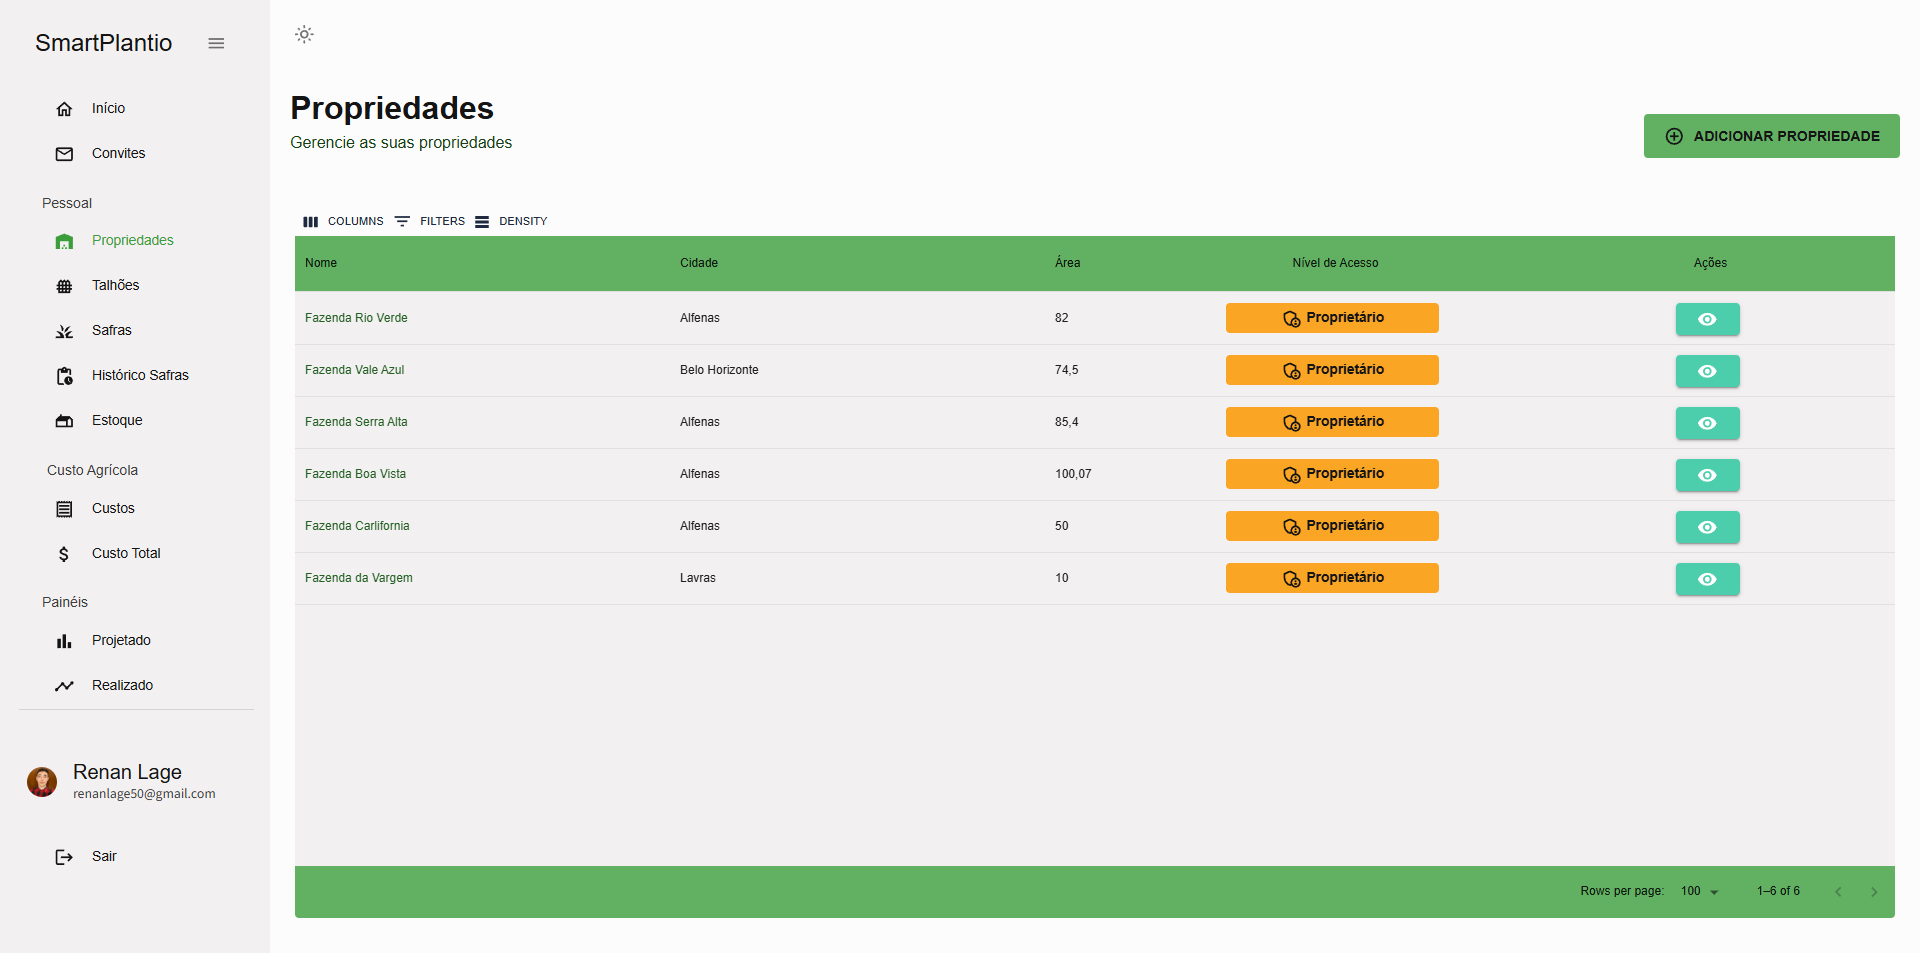 SmartPlantio
Início
Convites
Pessoal
Propriedades
Talhões
Safras
Histórico Safras
Estoque
Custo Agrícola
Custos
Custo Total
Painéis
Projetado
Realizado
Renan Lage
renanlage50@gmail.com
Sair
Propriedades
Gerencie as suas propriedades
ADICIONAR PROPRIEDADE
COLUMNS FILTERS DENSITY
Nome Cidade Área Nível de Acesso Ações
Fazenda Rio Verde Alfenas 82 Proprietário
Fazenda Vale Azul Belo Horizonte 74,5 Proprietário
Fazenda Serra Alta Alfenas 85,4 Proprietário
Fazenda Boa Vista Alfenas 100,07 Proprietário
Fazenda Carlifornia Alfenas 50 Proprietário
Fazenda da Vargem Lavras 10 Proprietário
Rows per page: 100 1–6 of 6